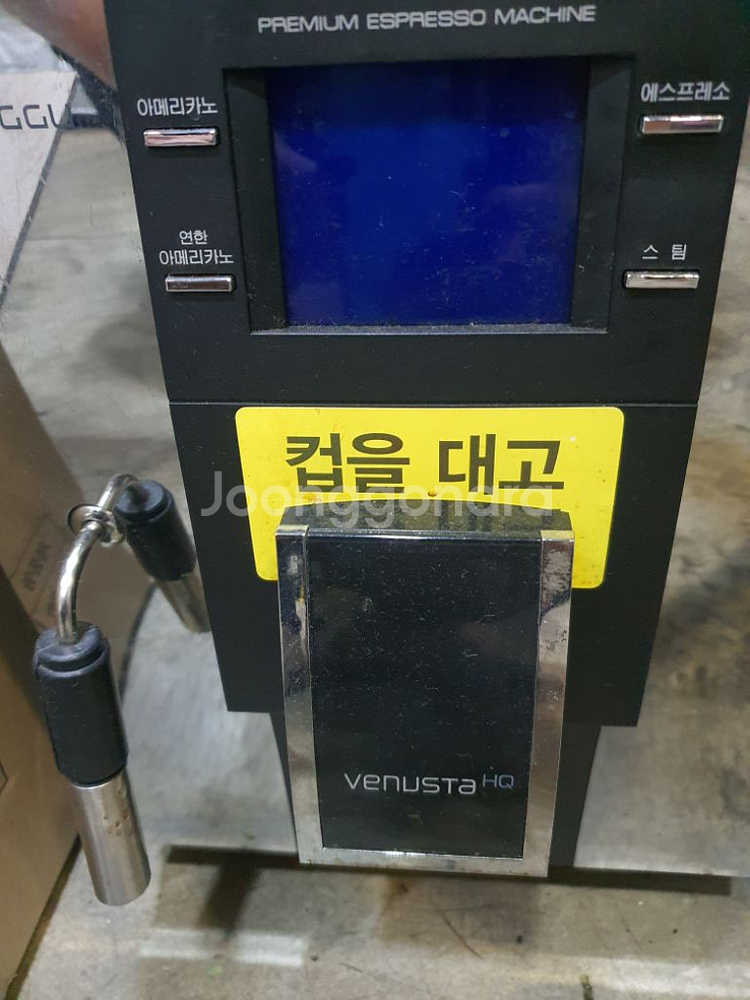 PREMIUM ESPRESSO MACHINE
아메리카노
에스프레소
GGU
연한
아메리카노
스 팀
컵을 대고
Joonggonara
venusta HQ